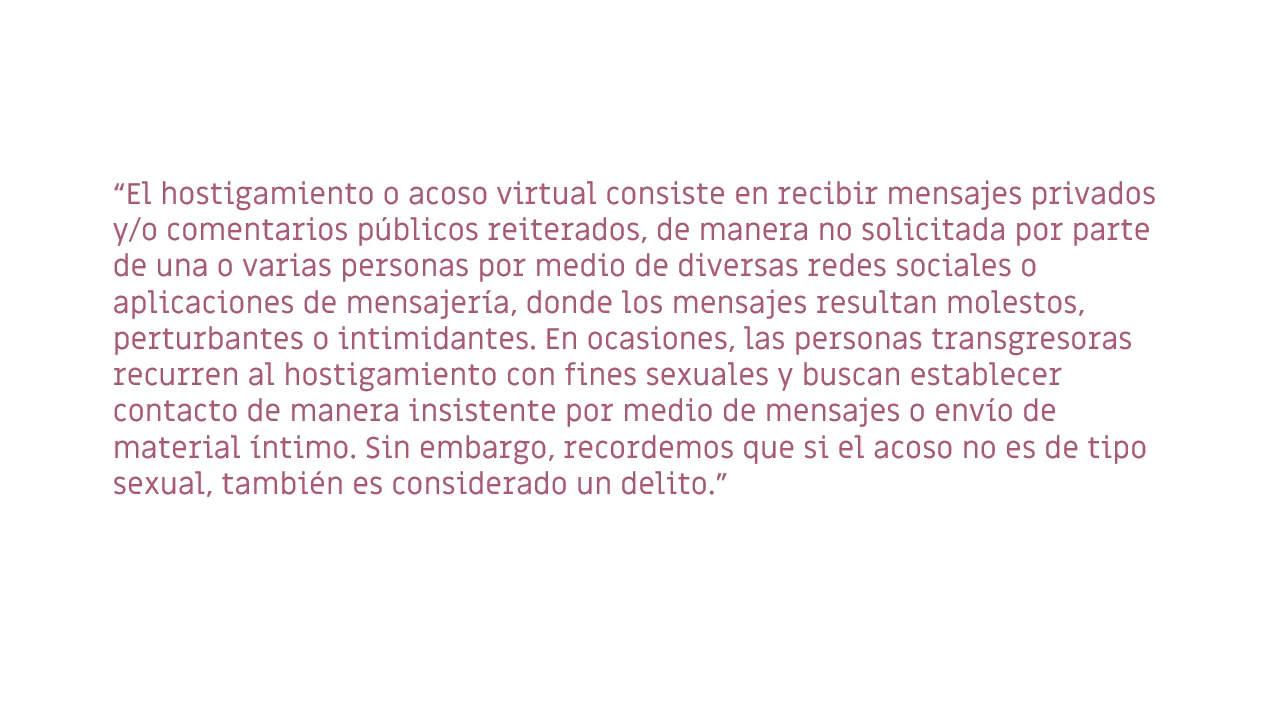 “El hostigamiento o acoso virtual consiste en recibir mensajes privados
y/o comentarios públicos reiterados, de manera no solicitada por parte
de una o varias personas por medio de diversas redes sociales o
aplicaciones de mensajería, donde los mensajes resultan molestos,
perturbantes o intimidantes. En ocasiones, las personas transgresoras
recurren al hostigamiento con fines sexuales y buscan establecer
contacto de manera insistente por medio de mensajes o envío de
material íntimo. Sin embargo, recordemos que si el acoso no es de tipo
sexual, también es considerado un delito.”